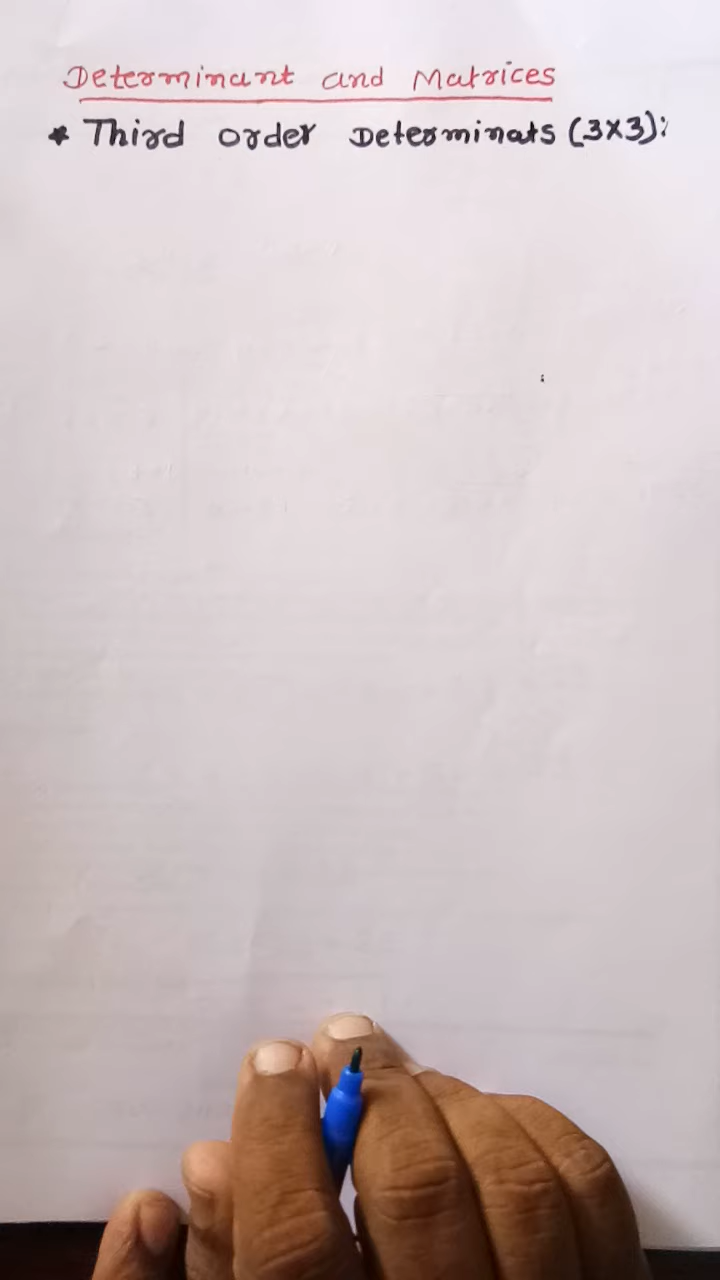 Determinant and Matrices
* Third order Determinats (3×3):